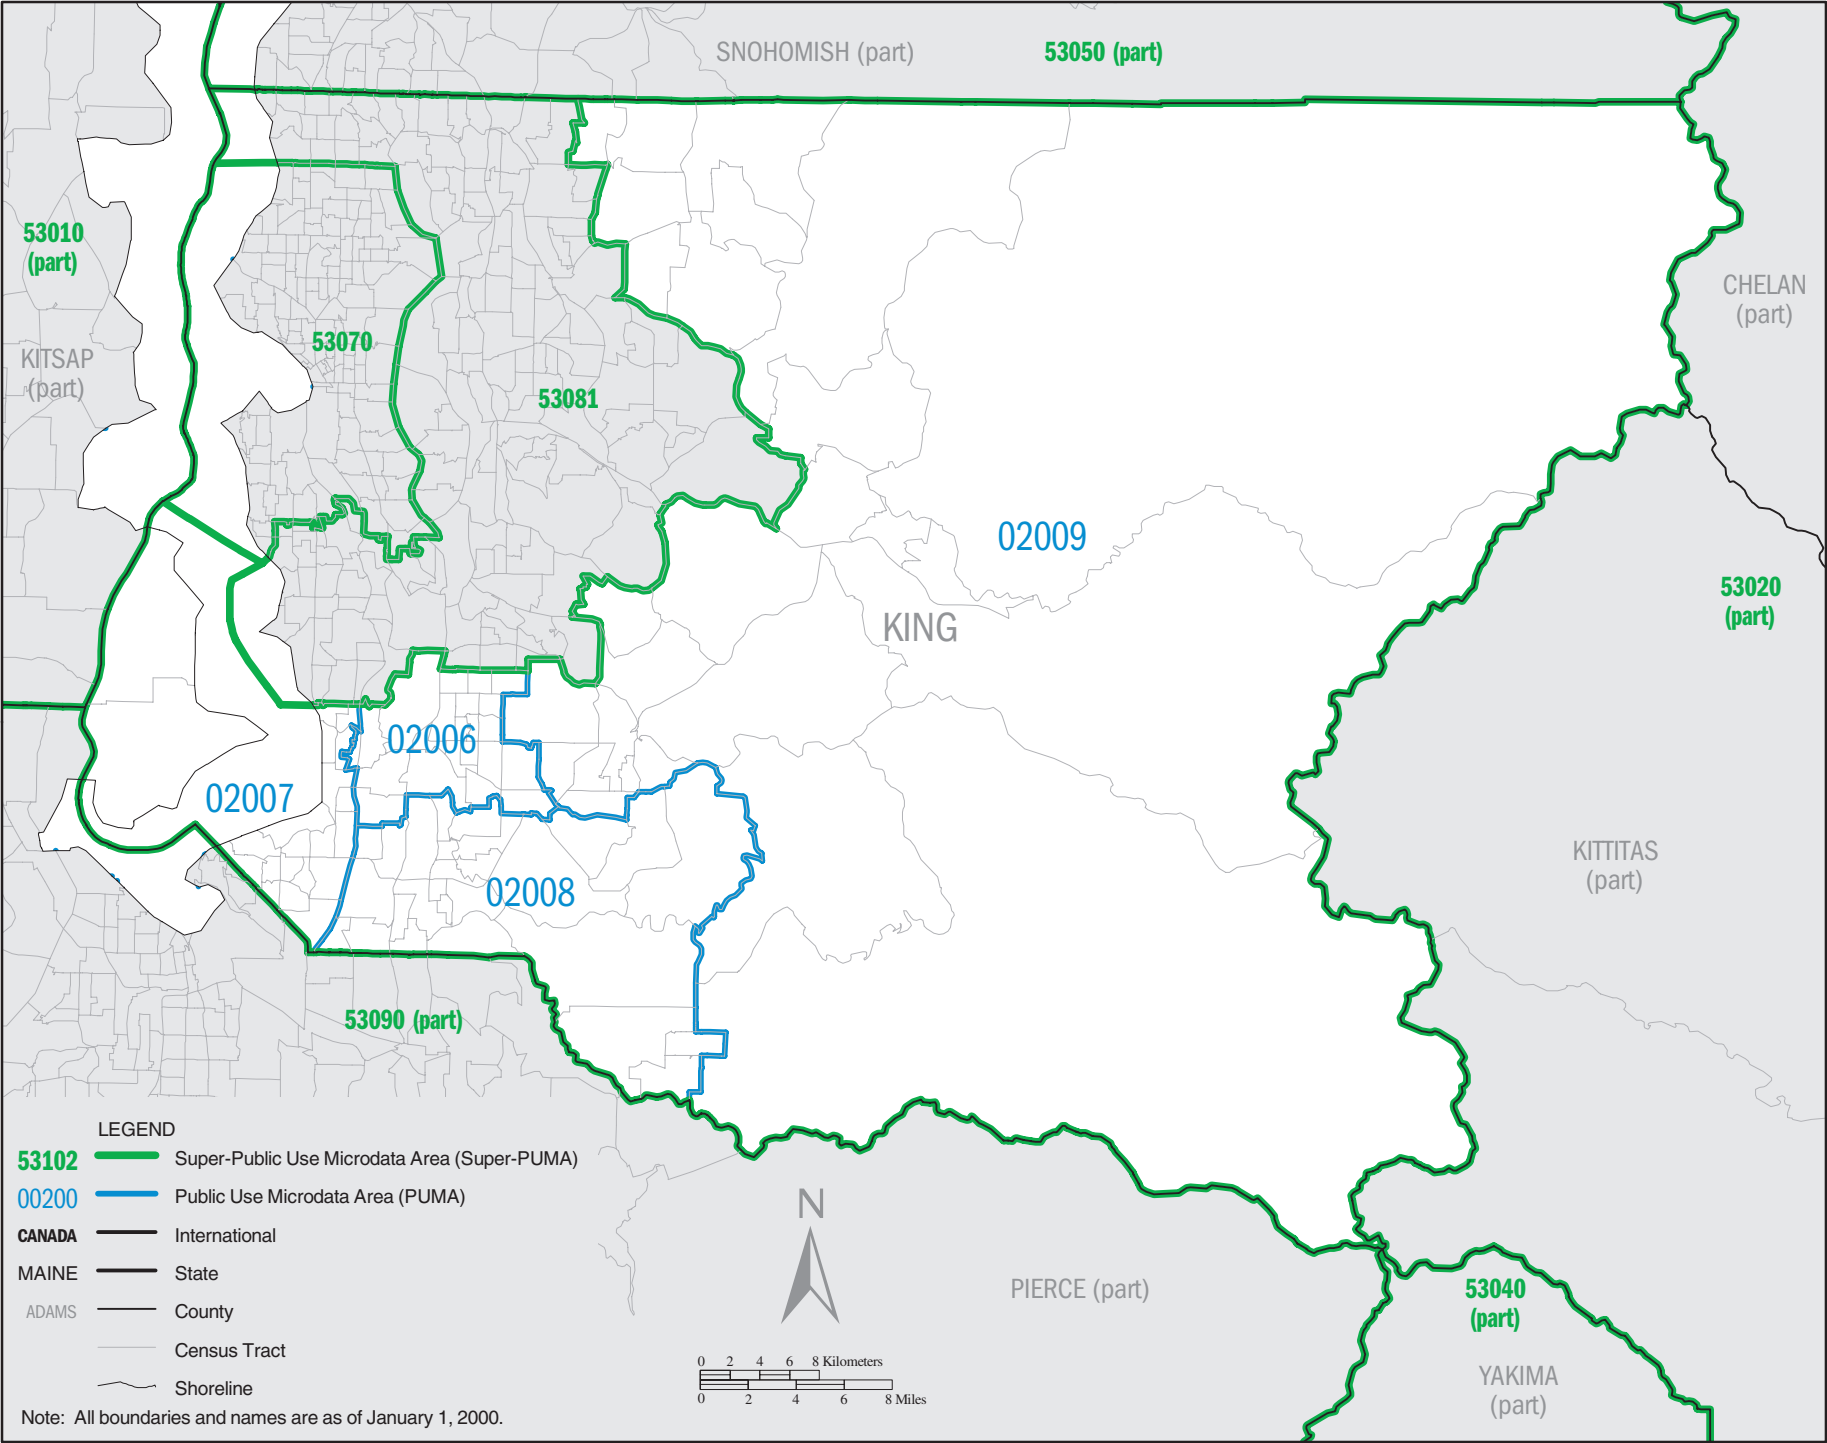 SNOHOMISH (part)
53050 (part)
53010
(part)
CHELAN
(part)
53070
KITSAP
(part)
53081
02009
53020
(part)
KING
02006
02007
KITTITAS
(part)
02008
53090 (part)
LEGEND
53102 Super-Public Use Microdata Area (Super-PUMA)
00200 Public Use Microdata Area (PUMA)
CANADA International
MAINE State
ADAMS County
Census Tract
Shoreline
Note: All boundaries and names are as of January 1, 2000.
N
0 2 4 6 8 Kilometers
0 2 4 6 8 Miles
PIERCE (part)
53040
(part)
YAKIMA
(part)